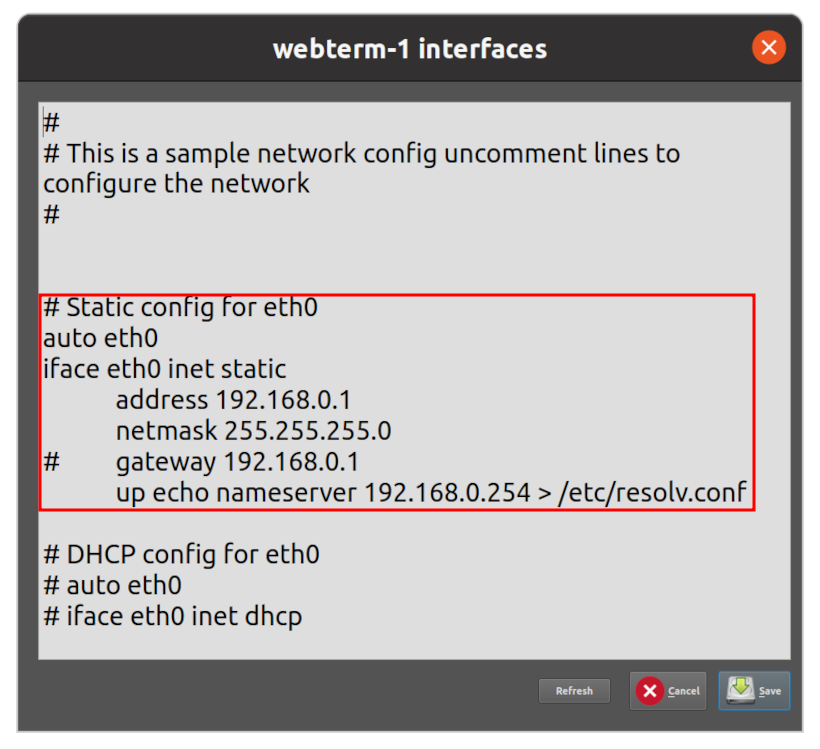 webterm-1 interfaces
#
# This is a sample network config uncomment lines to
configure the network
#
# Static config for eth0
auto eth0
iface eth0 inet static
address 192.168.0.1
netmask 255.255.255.0
# gateway 192.168.0.1
up echo nameserver 192.168.0.254 > /etc/resolv.conf
# DHCP config for eth0
# auto eth0
# iface eth0 inet dhcp
Refresh Cancel Save